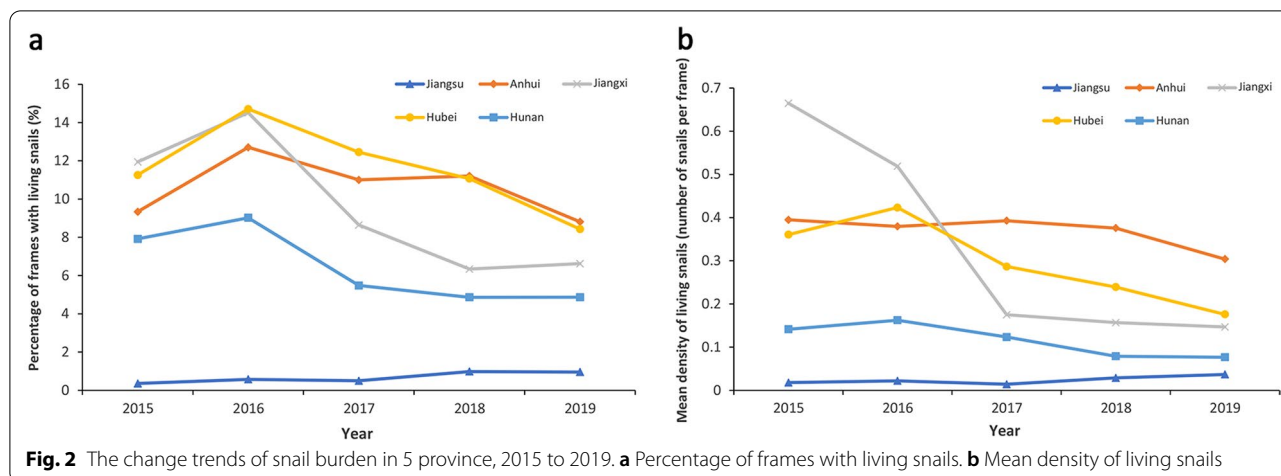 a
Jiangsu Anhui Jiangxi
Hubei Hunan
Percentage of frames with living snails (%)
16
14
12
10
8
6
4
2
0
2015 2016 2017 2018 2019
Year
b
Jiangsu Anhui Jiangxi
Hubei Hunan
Mean density of living snails (number of snails per frame)
0.7
0.6
0.5
0.4
0.3
0.2
0.1
0
2015 2016 2017 2018 2019
Year
Fig. 2 The change trends of snail burden in 5 province, 2015 to 2019. a Percentage of frames with living snails. b Mean density of living snails